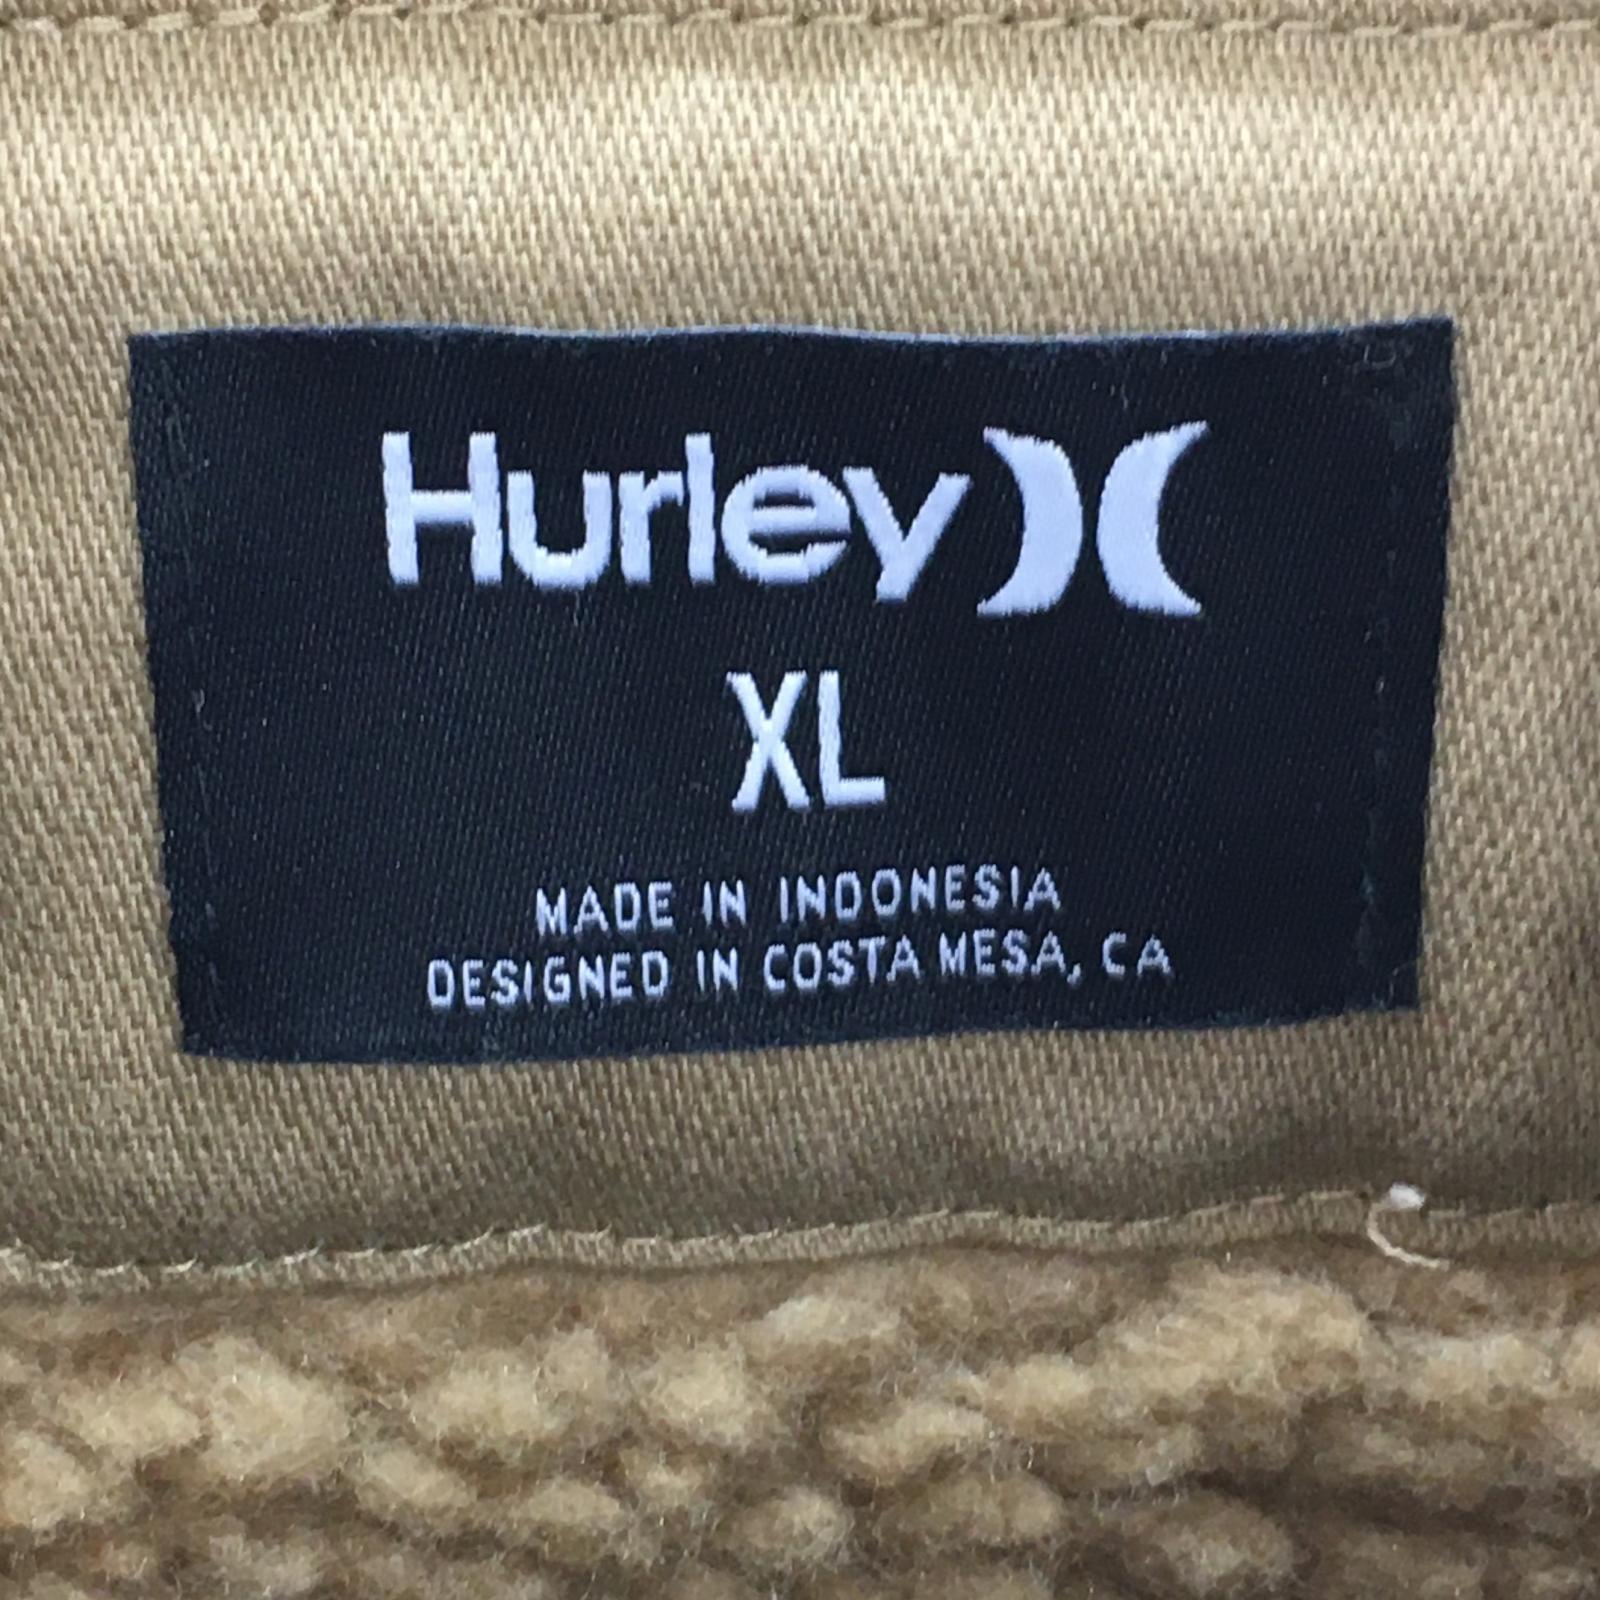 Hurley
XL
MADE IN INDONESIA
DESIGNED IN COSTA MESA, CA